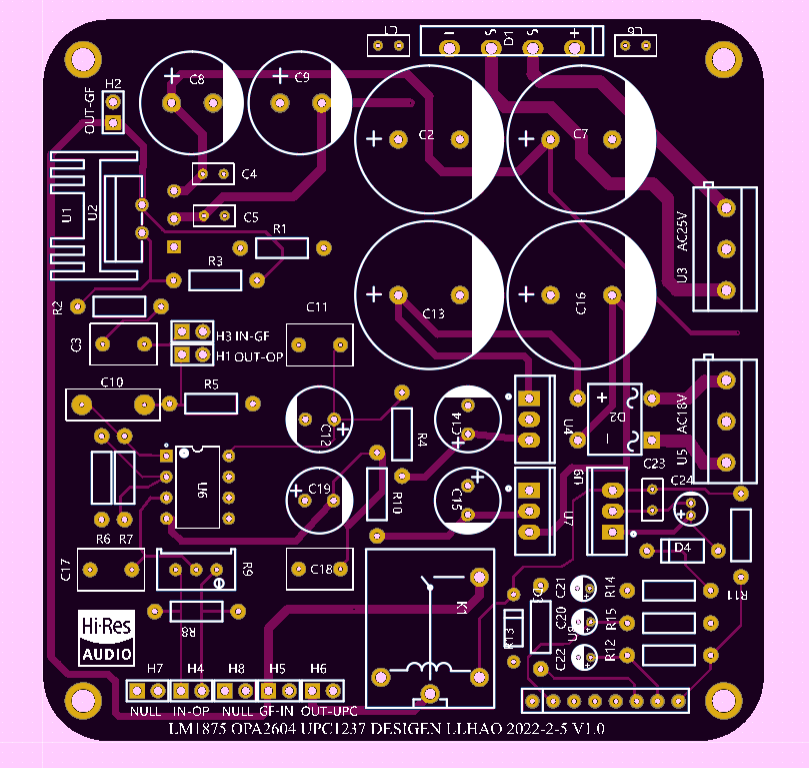 C1
- S D1 S +
C6
H2
OUT-GF
+ C8
+ C9
+ C2
+ C7
C4
C5
U1
U2
R1
R3
AC25V
U3
R2
C3
H3 IN-GF
H1 OUT-OP
C11
+ C13
+ C16
C10
R5
C12 +
R4
C14 +
U4
+ D2 -
AC18V
U5
U6
C19 +
R10
C15 +
U7
U9
C23
C24 +
R6 R7
C17
R9
C18
D4
R11
K1
R8
R13
D3
C21
R14
C20
U8
R15
C22
R12
Hi-Res
AUDIO
H7 H4 H8 H5 H6
NULL IN-OP NULL GF-IN OUT-UPC
LM1875 OPA2604 UPC1237 DESIGEN LLHAO 2022-2-5 V1.0